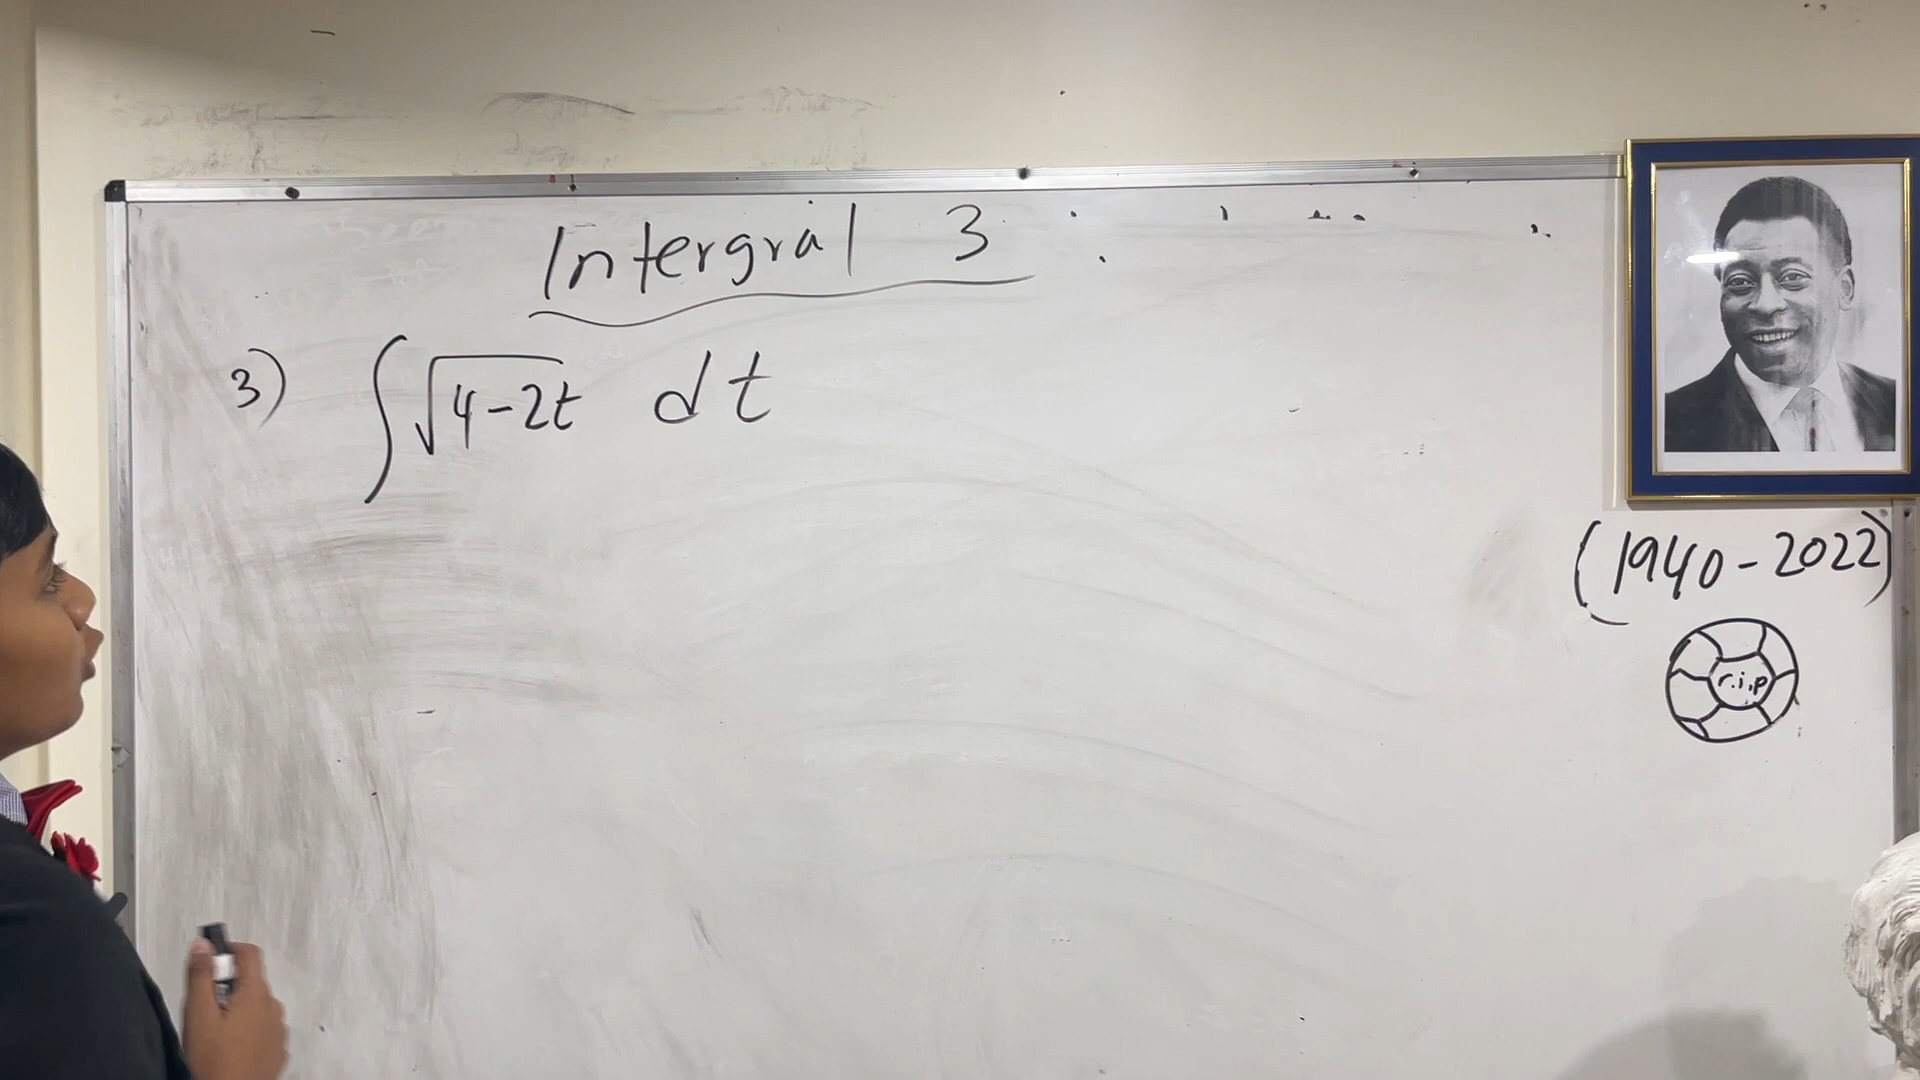 Intergral 3
3) ∫√4-2t dt
(1940-2022)
r.i.p